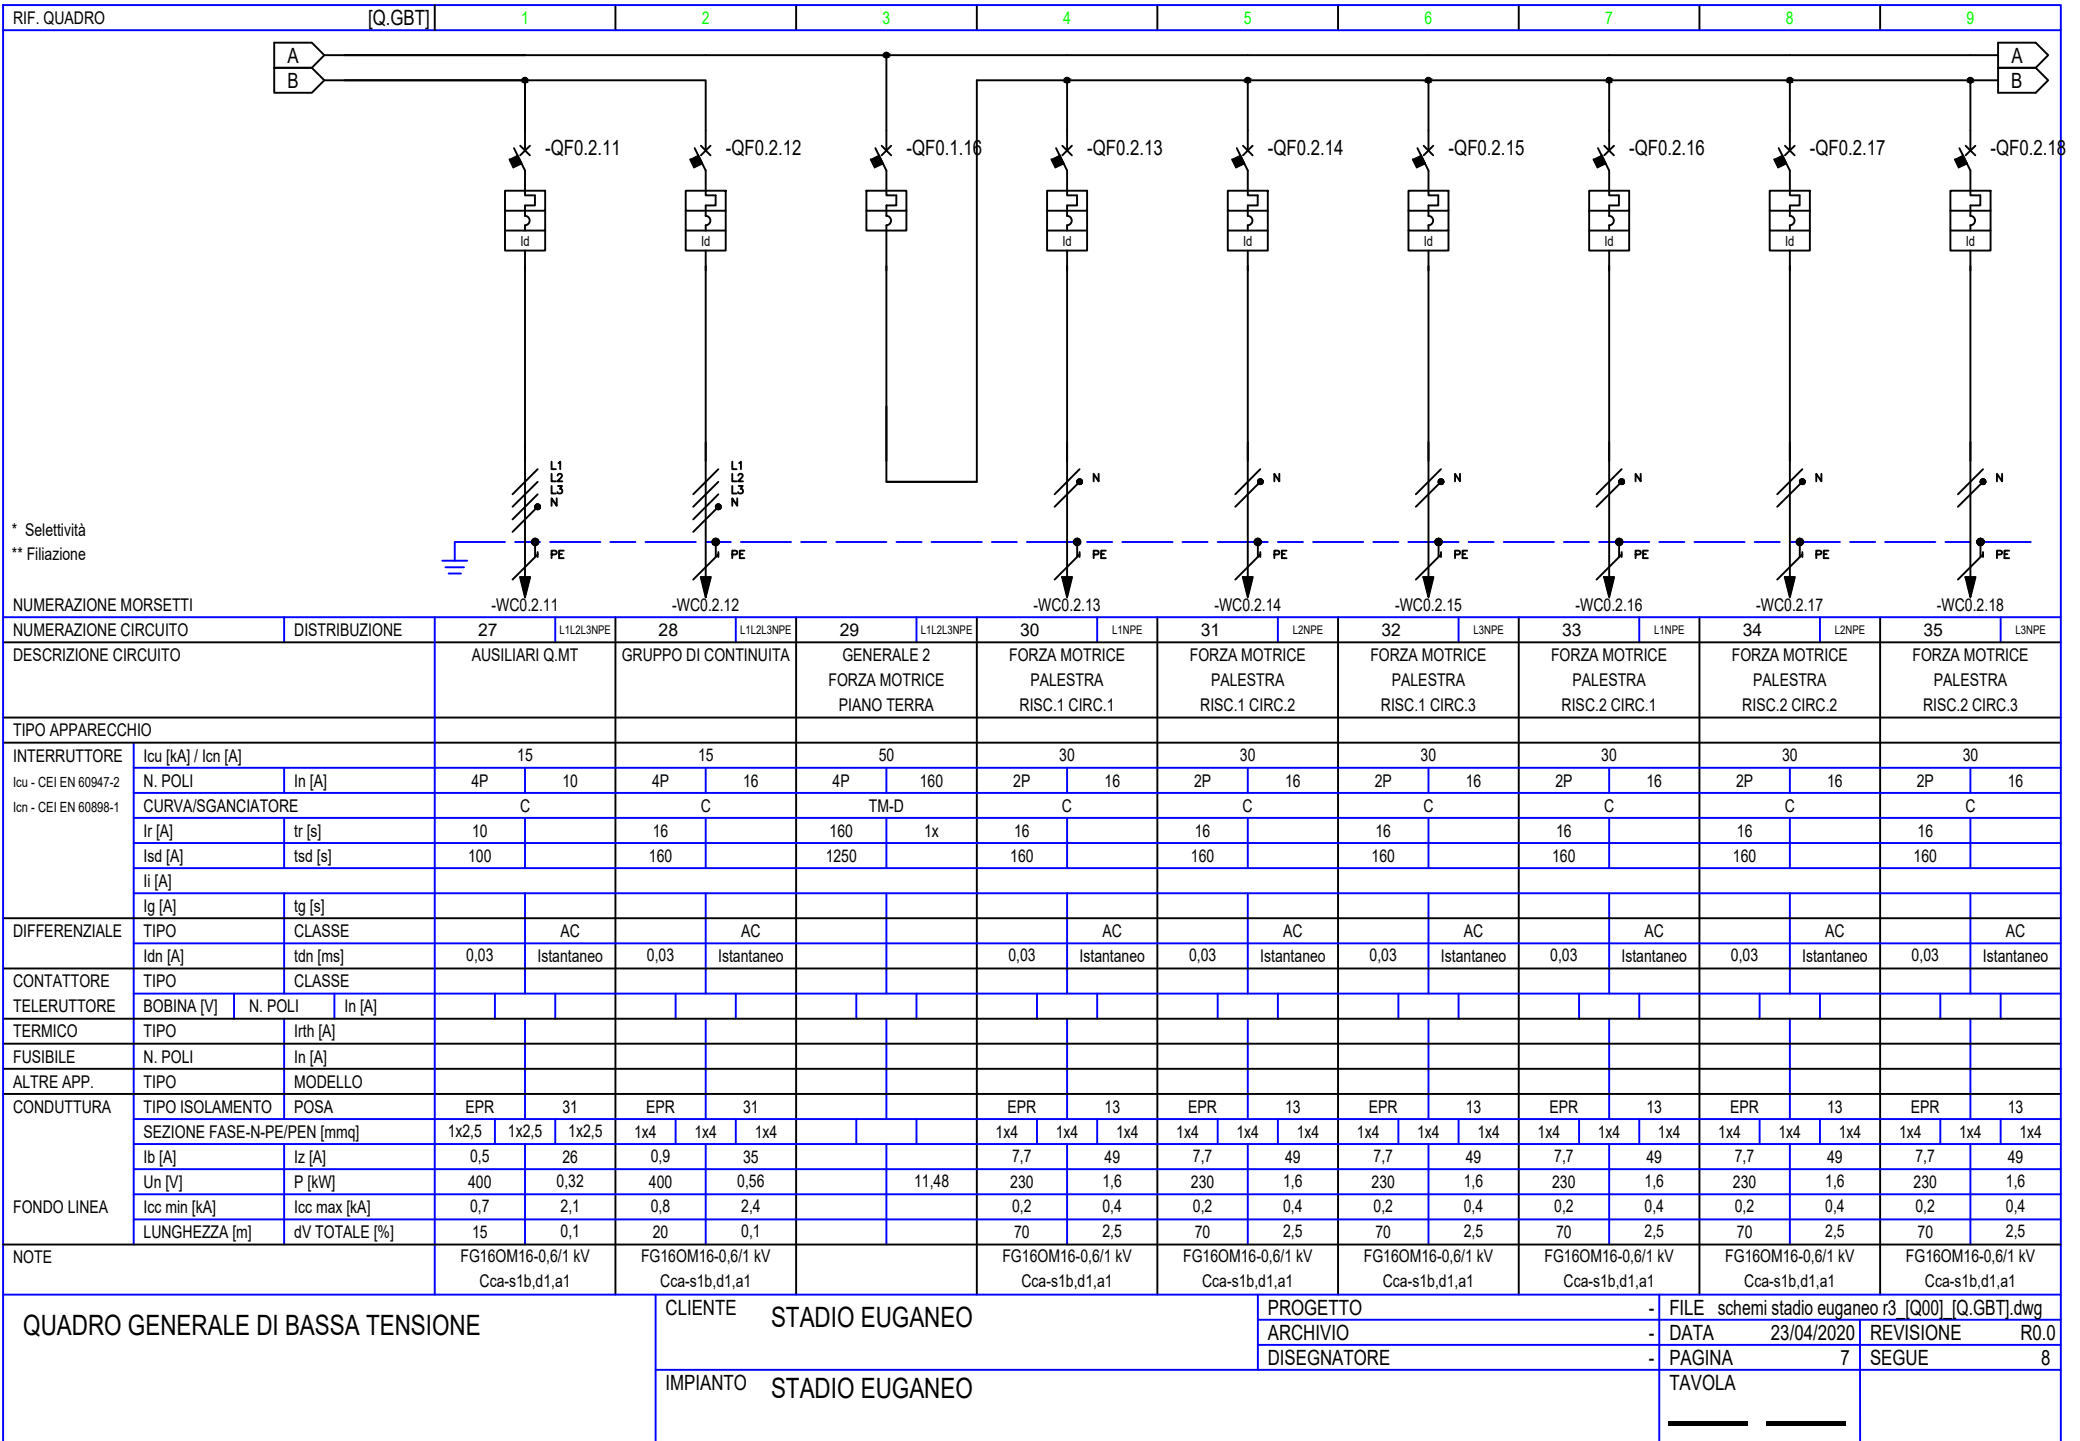 RIF. QUADRO [Q.GBT] 1 2 3 4 5 6 7 8 9
A A
B B
-QF0.2.11 -QF0.2.12 -QF0.1.16 -QF0.2.13 -QF0.2.14 -QF0.2.15 -QF0.2.16 -QF0.2.17 -QF0.2.18
Id Id Id Id Id Id Id Id
L1 L1
L2 L2
L3 L3
N N N N N N N N
* Selettività
** Filiazione
PE PE PE PE PE PE PE PE
NUMERAZIONE MORSETTI -WC0.2.11 -WC0.2.12 -WC0.2.13 -WC0.2.14 -WC0.2.15 -WC0.2.16 -WC0.2.17 -WC0.2.18
NUMERAZIONE CIRCUITO DISTRIBUZIONE 27 L1L2L3NPE 28 L1L2L3NPE 29 L1L2L3NPE 30 L1NPE 31 L2NPE 32 L3NPE 33 L1NPE 34 L2NPE 35 L3NPE
DESCRIZIONE CIRCUITO AUSILIARI Q.MT GRUPPO DI CONTINUITA GENERALE 2 FORZA MOTRICE FORZA MOTRICE FORZA MOTRICE FORZA MOTRICE FORZA MOTRICE FORZA MOTRICE
FORZA MOTRICE PALESTRA PALESTRA PALESTRA PALESTRA PALESTRA PALESTRA
PIANO TERRA RISC.1 CIRC.1 RISC.1 CIRC.2 RISC.1 CIRC.3 RISC.2 CIRC.1 RISC.2 CIRC.2 RISC.2 CIRC.3
TIPO APPARECCHIO
INTERRUTTORE Icu [kA] / Icn [A] 15 15 50 30 30 30 30 30 30
Icu - CEI EN 60947-2 N. POLI In [A] 4P 10 4P 16 4P 160 2P 16 2P 16 2P 16 2P 16 2P 16 2P 16
Icn - CEI EN 60898-1 CURVA/SGANCIATORE C C TM-D C C C C C C
Ir [A] tr [s] 10 16 160 1x 16 16 16 16 16 16
Isd [A] tsd [s] 100 160 1250 160 160 160 160 160 160
Ii [A]
Ig [A] tg [s]
DIFFERENZIALE TIPO CLASSE AC AC AC AC AC AC AC AC
Idn [A] tdn [ms] 0,03 Istantaneo 0,03 Istantaneo 0,03 Istantaneo 0,03 Istantaneo 0,03 Istantaneo 0,03 Istantaneo 0,03 Istantaneo 0,03 Istantaneo
CONTATTORE TIPO CLASSE
TELERUTTORE BOBINA [V] N. POLI In [A]
TERMICO TIPO Irth [A]
FUSIBILE N. POLI In [A]
ALTRE APP. TIPO MODELLO
CONDUTTURA TIPO ISOLAMENTO POSA EPR 31 EPR 31 EPR 13 EPR 13 EPR 13 EPR 13 EPR 13 EPR 13
SEZIONE FASE-N-PE/PEN [mmq] 1x2,5 1x2,5 1x2,5 1x4 1x4 1x4 1x4 1x4 1x4 1x4 1x4 1x4 1x4 1x4 1x4 1x4 1x4 1x4 1x4 1x4 1x4 1x4 1x4 1x4
Ib [A] Iz [A] 0,5 26 0,9 35 7,7 49 7,7 49 7,7 49 7,7 49 7,7 49 7,7 49
Un [V] P [kW] 400 0,32 400 0,56 11,48 230 1,6 230 1,6 230 1,6 230 1,6 230 1,6 230 1,6
FONDO LINEA Icc min [kA] Icc max [kA] 0,7 2,1 0,8 2,4 0,2 0,4 0,2 0,4 0,2 0,4 0,2 0,4 0,2 0,4 0,2 0,4
LUNGHEZZA [m] dV TOTALE [%] 15 0,1 20 0,1 70 2,5 70 2,5 70 2,5 70 2,5 70 2,5 70 2,5
NOTE FG16OM16-0,6/1 kV FG16OM16-0,6/1 kV FG16OM16-0,6/1 kV FG16OM16-0,6/1 kV FG16OM16-0,6/1 kV FG16OM16-0,6/1 kV FG16OM16-0,6/1 kV FG16OM16-0,6/1 kV
Cca-s1b,d1,a1 Cca-s1b,d1,a1 Cca-s1b,d1,a1 Cca-s1b,d1,a1 Cca-s1b,d1,a1 Cca-s1b,d1,a1 Cca-s1b,d1,a1 Cca-s1b,d1,a1
QUADRO GENERALE DI BASSA TENSIONE
CLIENTE STADIO EUGANEO
PROGETTO - FILE schemi stadio euganeo r3_[Q00]_[Q.GBT].dwg
ARCHIVIO - DATA 23/04/2020 REVISIONE R0.0
DISEGNATORE - PAGINA 7 SEGUE 8
IMPIANTO STADIO EUGANEO
TAVOLA